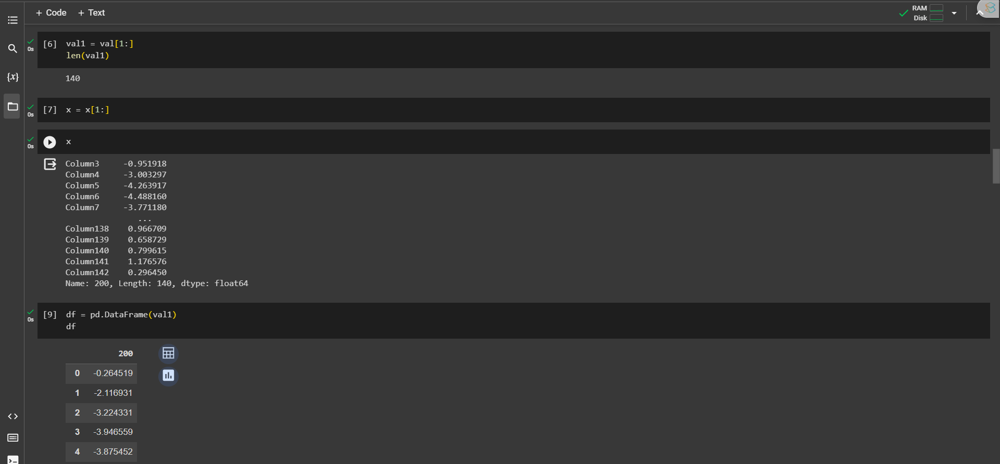 + Code + Text
RAM
Disk
{x}
0s
[6] val1 = val[1:]
len(val1)
140
0s
[7] x = x[1:]
0s
x
Column3 -0.951918
Column4 -3.003297
Column5 -4.263917
Column6 -4.488160
Column7 -3.771180
...
Column138 0.966709
Column139 0.658729
Column140 0.799615
Column141 1.176576
Column142 0.296450
Name: 200, Length: 140, dtype: float64
0s
[9] df = pd.DataFrame(val1)
df
200
0 -0.264519
1 -2.116931
2 -3.224331
3 -3.946559
4 -3.875452